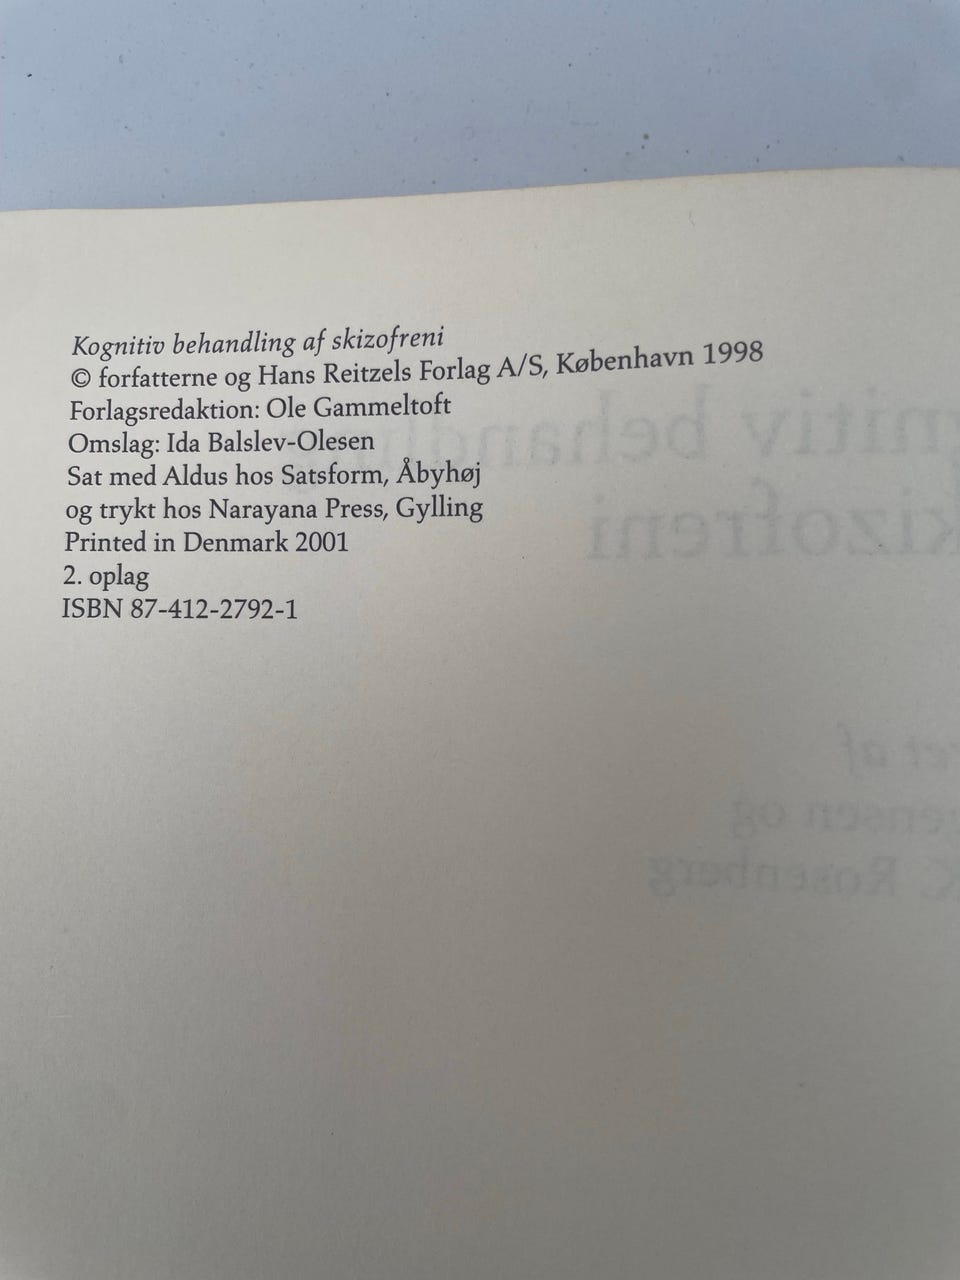 Kognitiv behandling af skizofreni
© forfatterne og Hans Reitzels Forlag A/S, København 1998
Forlagsredaktion: Ole Gammeltoft
Omslag: Ida Balslev-Olesen
Sat med Aldus hos Satsform, Åbyhøj
og trykt hos Narayana Press, Gylling
Printed in Denmark 2001
2. oplag
ISBN 87-412-2792-1